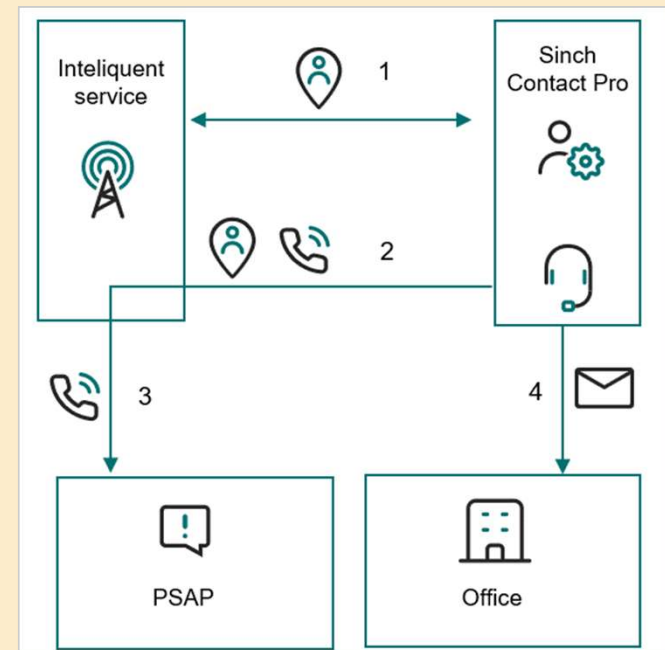 Inteliquent
service
1
Sinch
Contact Pro
2
3
4
PSAP
Office